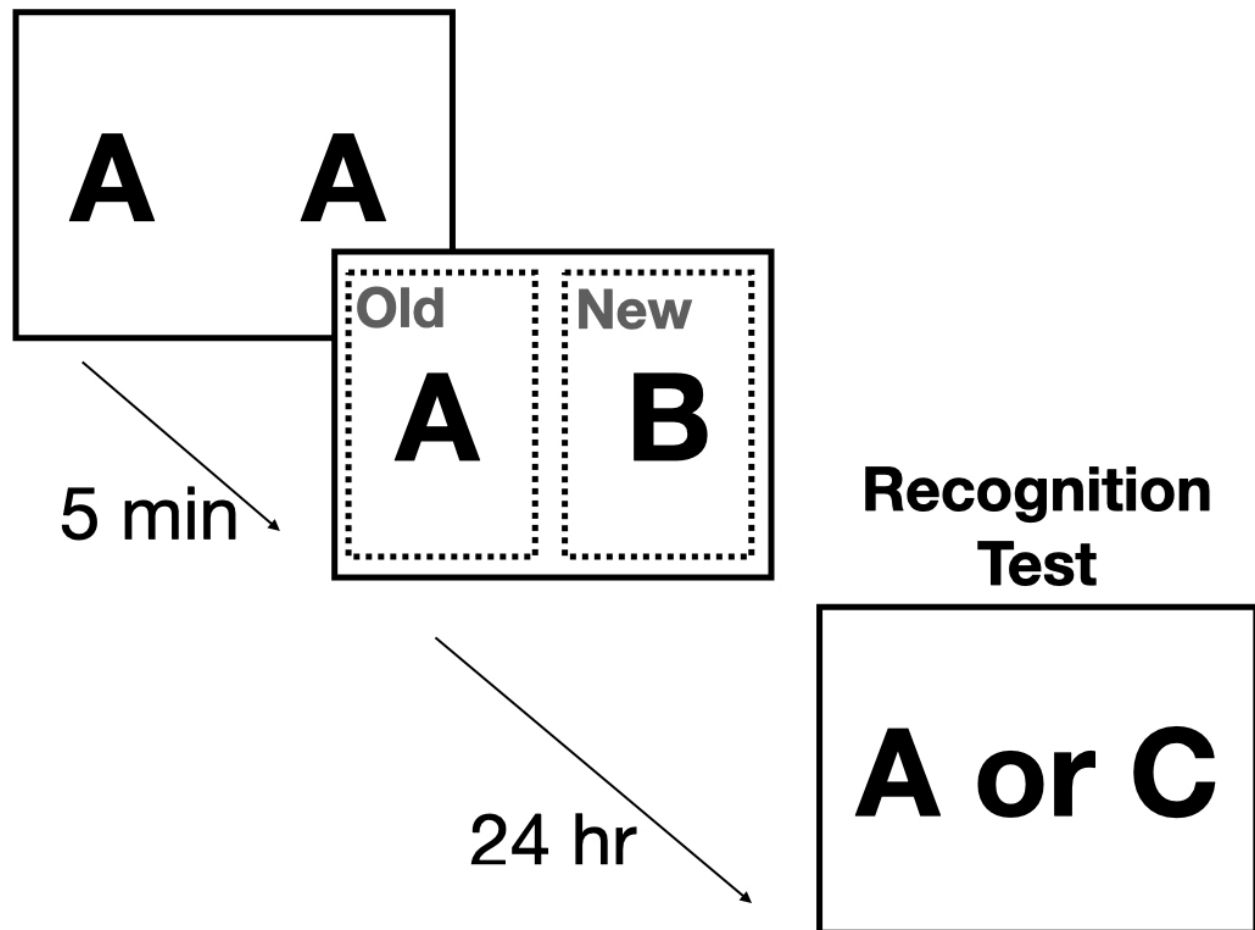 A A
Old New
A B
5 min
Recognition
Test
A or C
24 hr